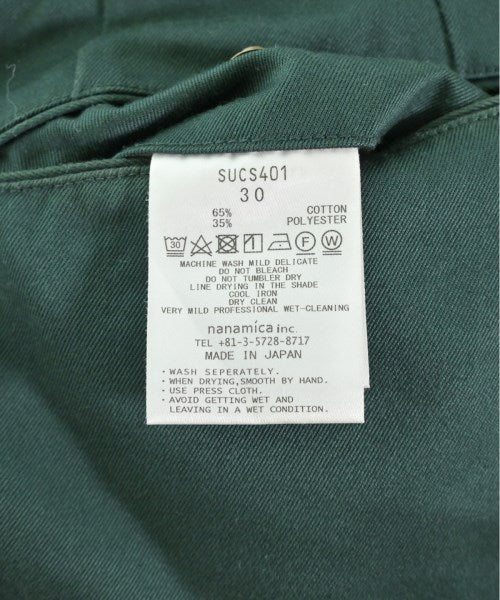 SUCS401
30
65% COTTON
35% POLYESTER
30 F W
MACHINE WASH MILD DELICATE
DO NOT BLEACH
DO NOT TUMBLE DRY
LINE DRYING IN THE SHADE
COOL IRON
DRY CLEAN
VERY MILD PROFESSIONAL WET-CLEANING
nanamica inc.
TEL +81-3-5728-8717
MADE IN JAPAN
・WASH SEPERATELY.
・WHEN DRYING,SMOOTH BY HAND.
・USE PRESS CLOTH.
・AVOID GETTING WET AND
LEAVING IN A WET CONDITION.